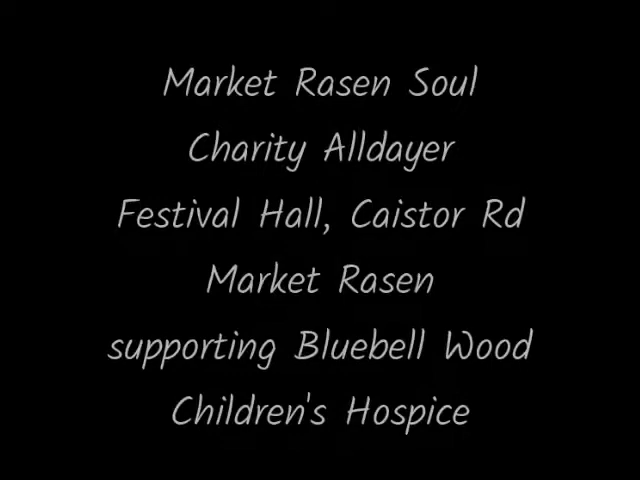 Market Rasen Soul
Charity Alldayer
Festival Hall, Caistor Rd
Market Rasen
supporting Bluebell Wood
Children's Hospice